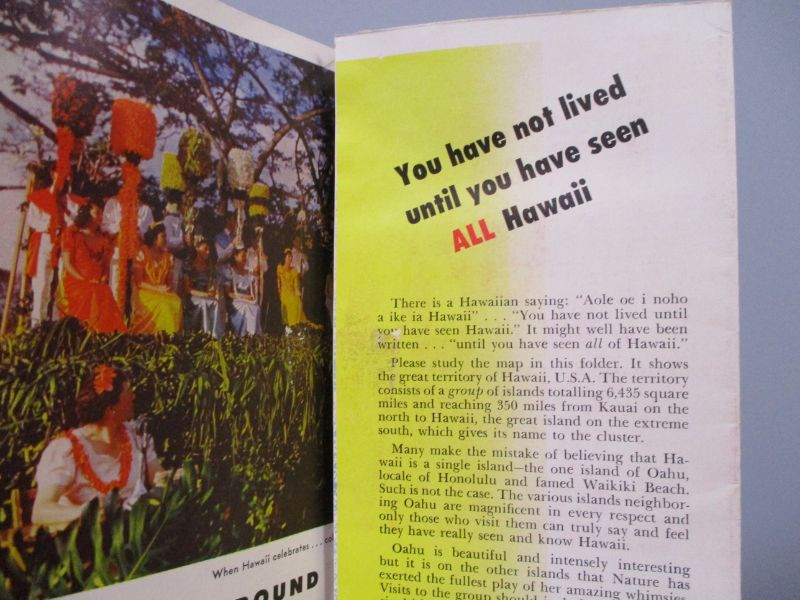 You have not lived
until you have seen
ALL Hawaii
There is a Hawaiian saying: “Aole oe i noho
a ike ia Hawaii” . . . “You have not lived until
you have seen Hawaii.” It might well have been
written . . . “until you have seen all of Hawaii.”
Please study the map in this folder. It shows
the great territory of Hawaii, U.S.A. The territory
consists of a group of islands totalling 6,435 square
miles and reaching 350 miles from Kauai on the
north to Hawaii, the great island on the extreme
south, which gives its name to the cluster.
Many make the mistake of believing that Ha-
waii is a single island—the one island of Oahu,
locale of Honolulu and famed Waikiki Beach.
Such is not the case. The various islands neighbor-
ing Oahu are magnificent in every respect and
only those who visit them can truly say and feel
they have really seen and know Hawaii.
Oahu is beautiful and intensely interesting
but it is on the other islands that Nature has
exerted the fullest play of her amazing whimsies.
Visits to the group should
When Hawaii celebrates . . .